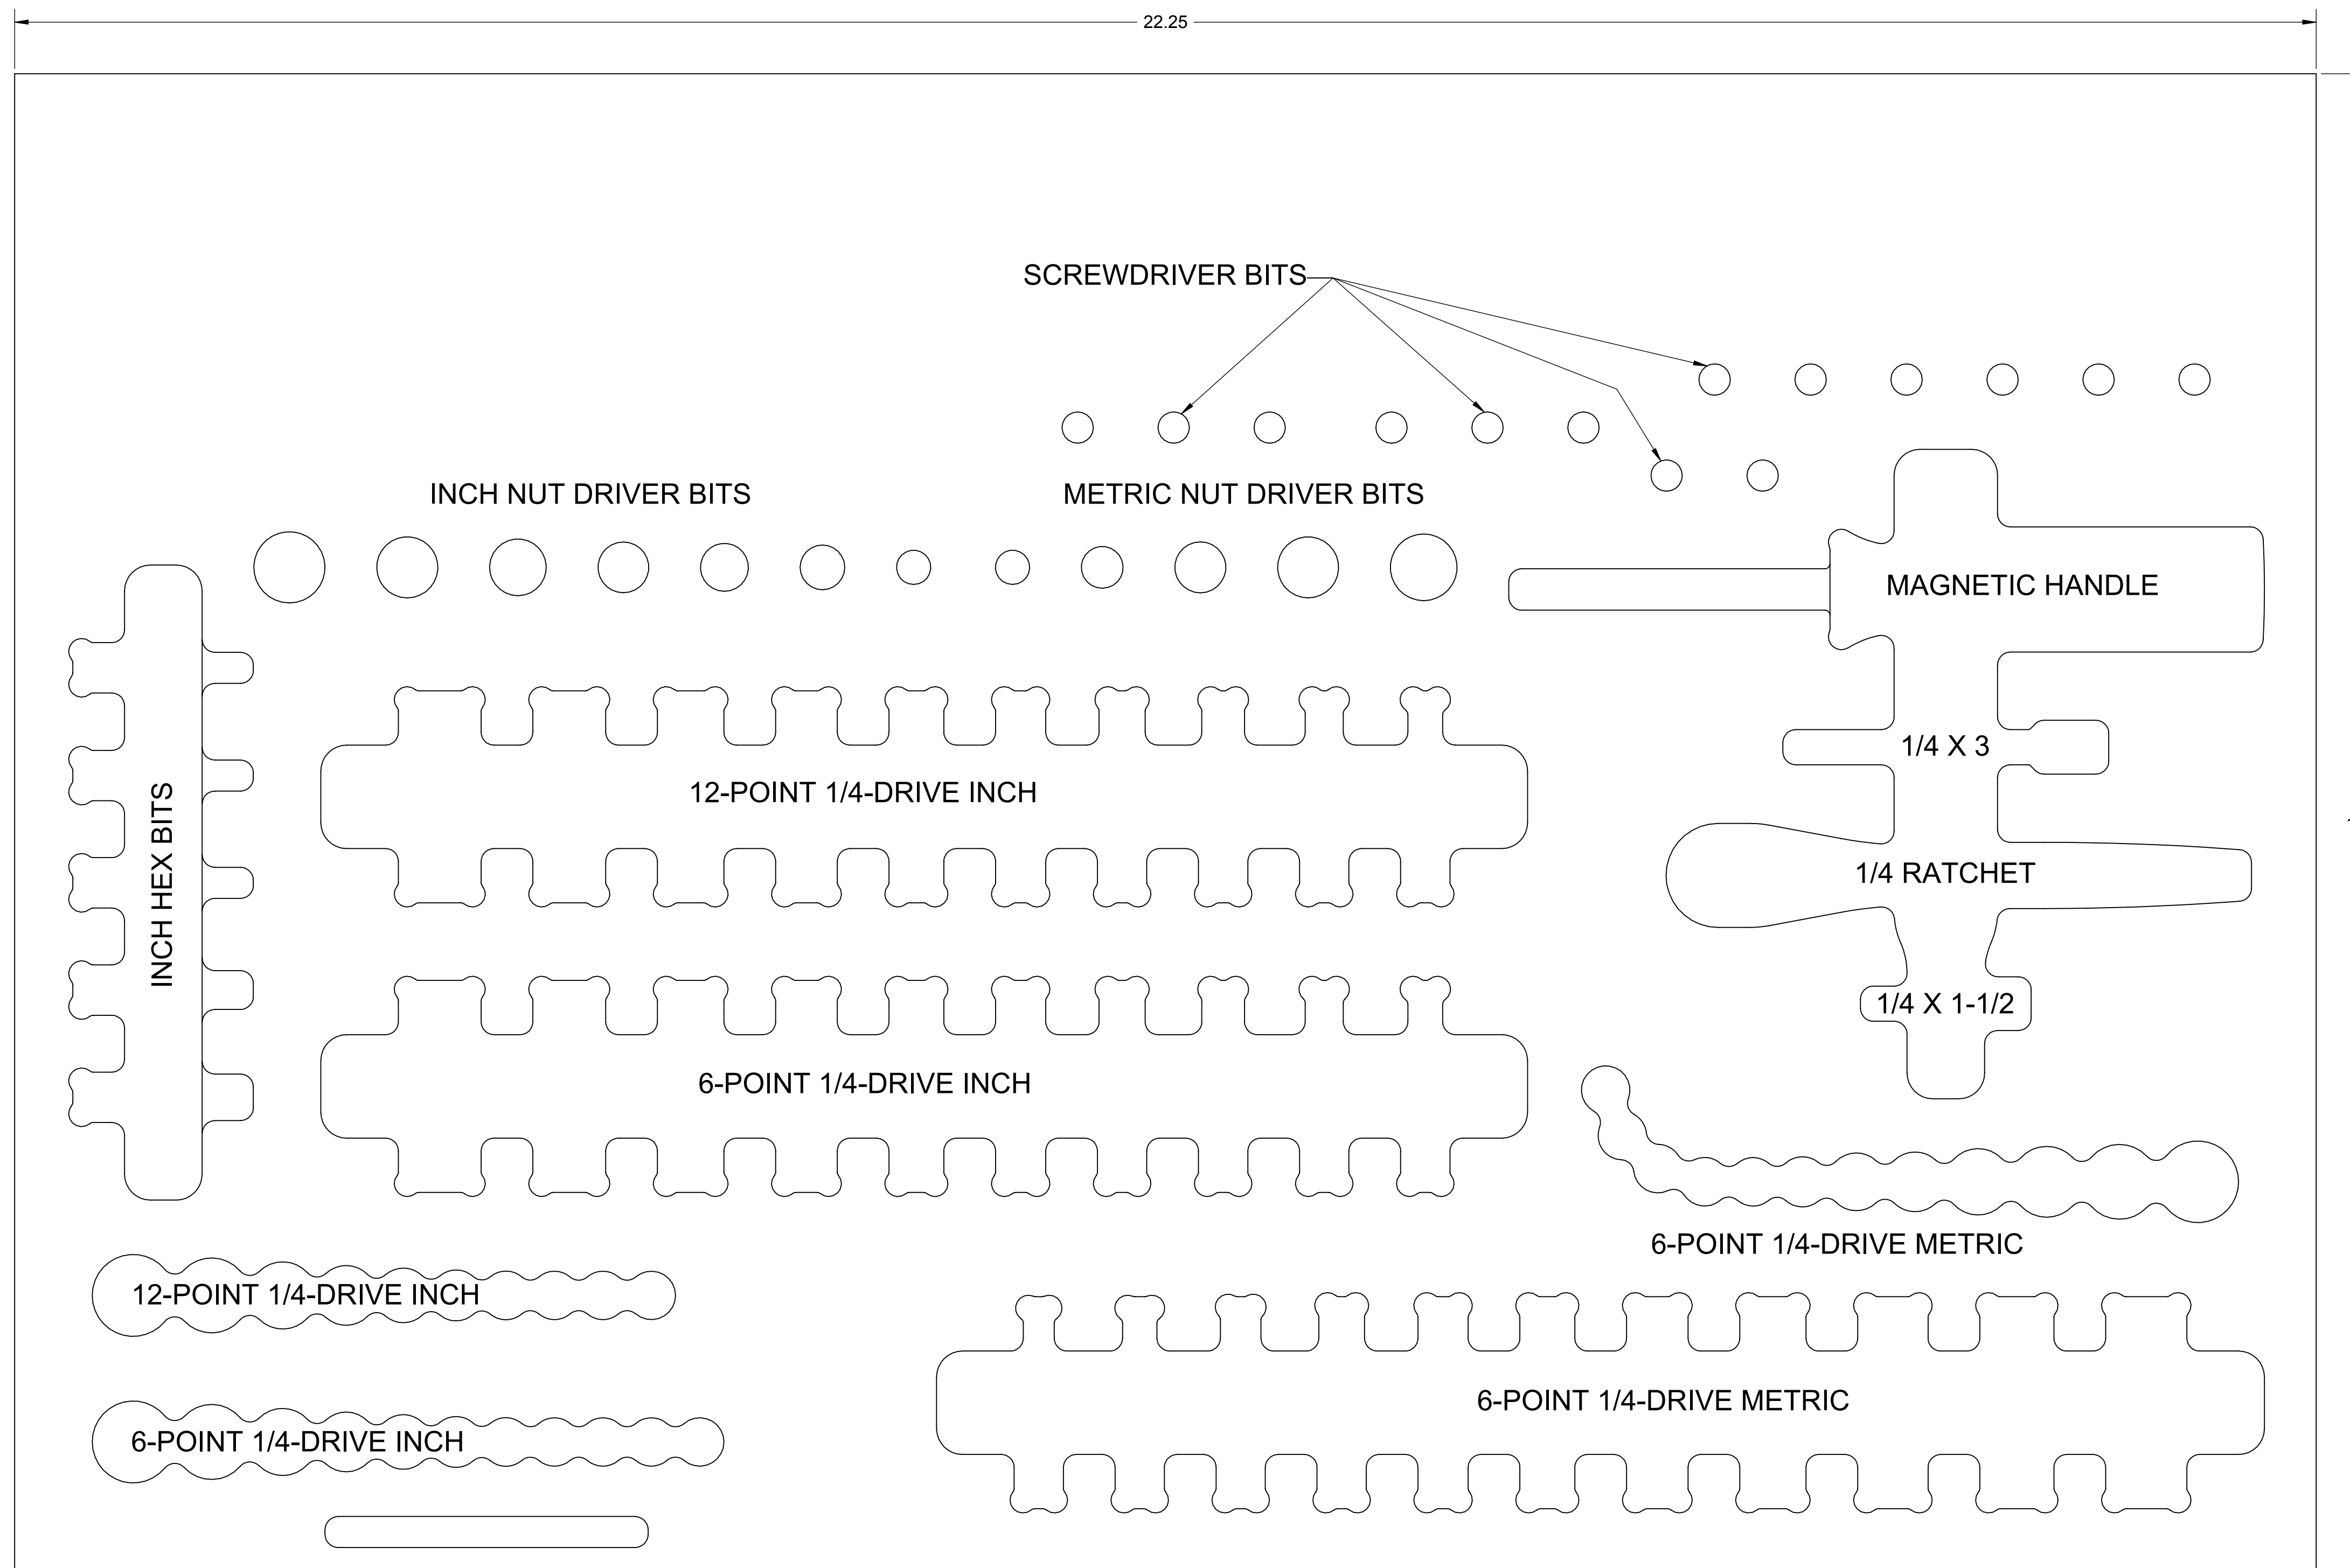 22.25
SCREWDRIVER BITS
INCH NUT DRIVER BITS
METRIC NUT DRIVER BITS
MAGNETIC HANDLE
1/4 X 3
12-POINT 1/4-DRIVE INCH
INCH HEX BITS
1/4 RATCHET
1/4 X 1-1/2
6-POINT 1/4-DRIVE INCH
6-POINT 1/4-DRIVE METRIC
12-POINT 1/4-DRIVE INCH
6-POINT 1/4-DRIVE METRIC
6-POINT 1/4-DRIVE INCH